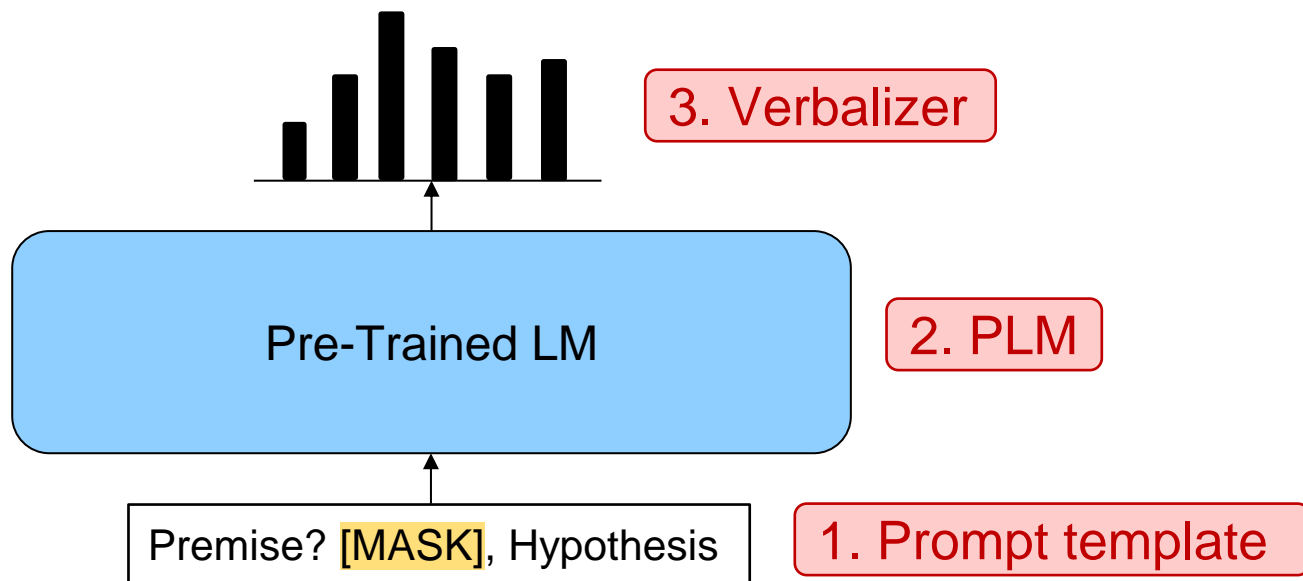 3. Verbalizer
Pre-Trained LM
2. PLM
Premise? [MASK], Hypothesis
1. Prompt template